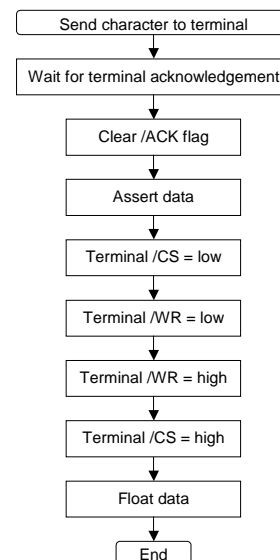 Send character to terminal
Wait for terminal acknowledgement
Clear /ACK flag
Assert data
Terminal /CS = low
Terminal /WR = low
Terminal /WR = high
Terminal /CS = high
Float data
End